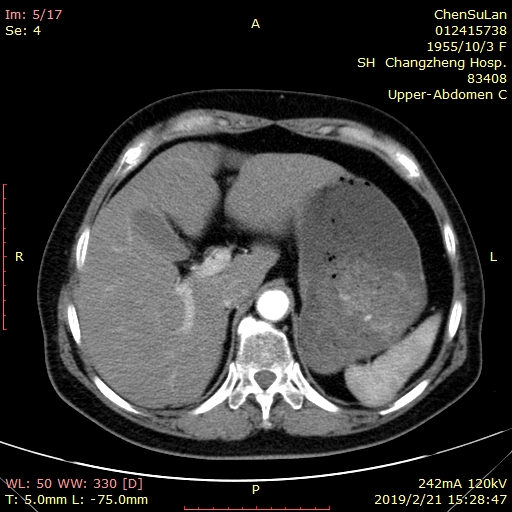 Im: 5/17
Se: 4
A
ChenSuLan
012415738
1955/10/3 F
SH Changzheng Hosp.
83408
Upper-Abdomen C
R
L
WL: 50 WW: 330 [D]
T: 5.0mm L: -75.0mm
P
242mA 120kV
2019/2/21 15:28:47